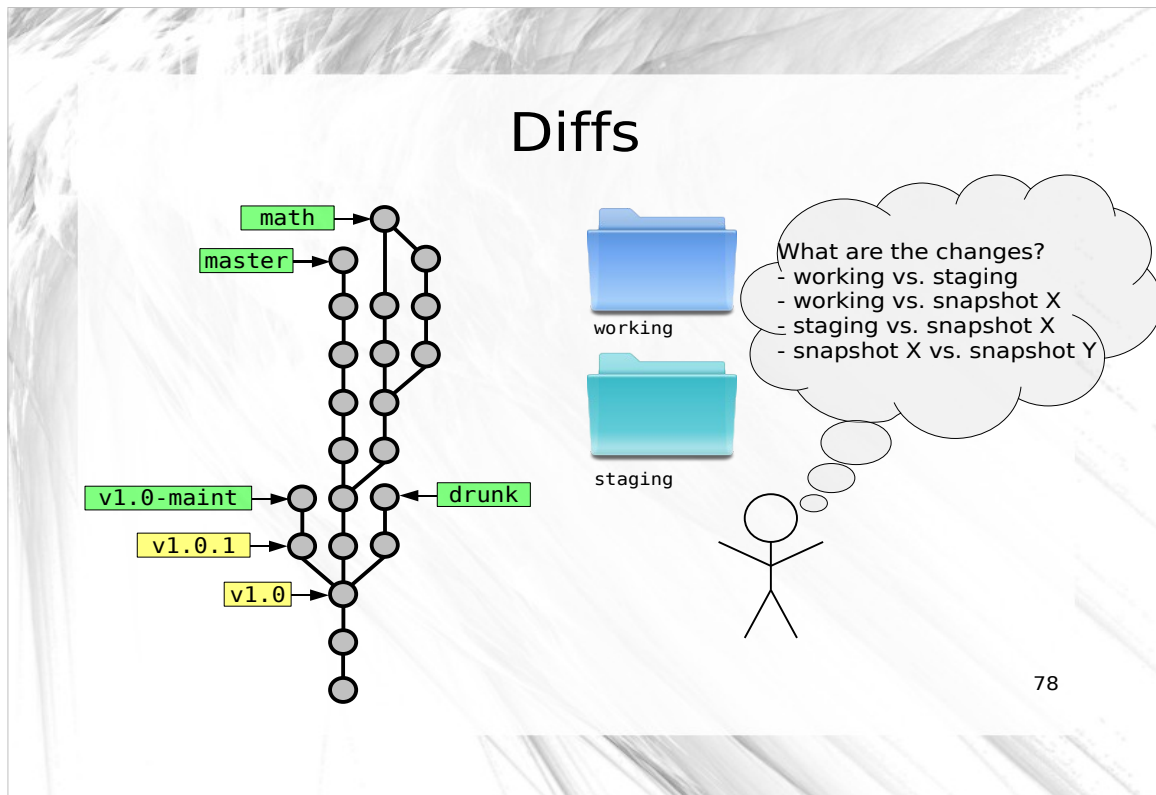 Diffs
math
master
v1.0-maint
drunk
v1.0.1
v1.0
working
staging
What are the changes?
- working vs. staging
- working vs. snapshot X
- staging vs. snapshot X
- snapshot X vs. snapshot Y
78